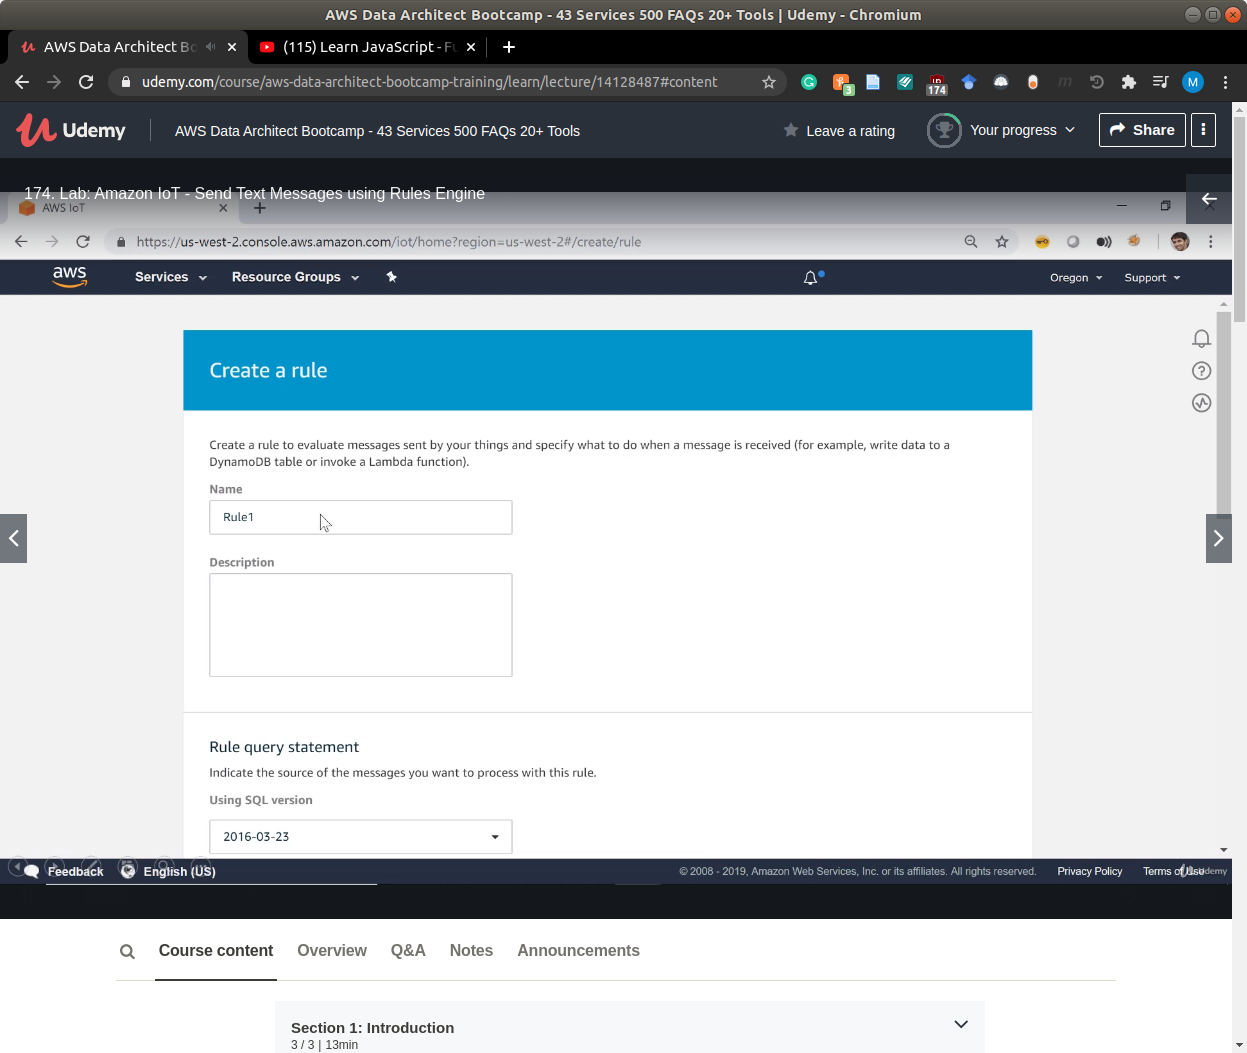 AWS Data Architect Bootcamp - 43 Services 500 FAQs 20+ Tools | Udemy - Chromium
AWS Data Architect Bo
(115) Learn JavaScript - Fu
udemy.com/course/aws-data-architect-bootcamp-training/learn/lecture/14128487#content
3
174
M
Udemy
AWS Data Architect Bootcamp - 43 Services 500 FAQs 20+ Tools
Leave a rating
Your progress
Share
174. Lab: Amazon IoT - Send Text Messages using Rules Engine
AWS IoT
https://us-west-2.console.aws.amazon.com/iot/home?region=us-west-2#/create/rule
aws
Services
Resource Groups
Oregon
Support
Create a rule
Create a rule to evaluate messages sent by your things and specify what to do when a message is received (for example, write data to a
DynamoDB table or invoke a Lambda function).
Name
Rule1
Description
Rule query statement
Indicate the source of the messages you want to process with this rule.
Using SQL version
2016-03-23
Feedback
English (US)
© 2008 - 2019, Amazon Web Services, Inc. or its affiliates. All rights reserved.
Privacy Policy
Terms of Use
Udemy
Course content
Overview
Q&A
Notes
Announcements
Section 1: Introduction
3 / 3 | 13min